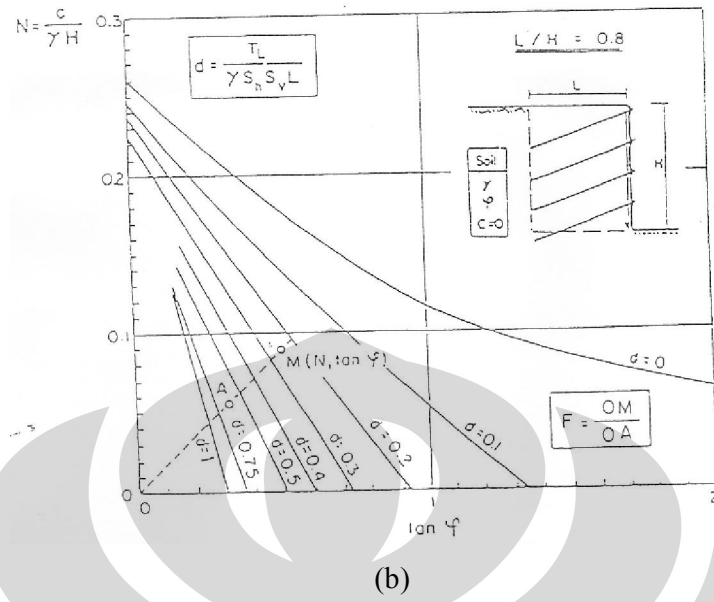 N = c / γH
0.3
0.2
0.1
0
d = T_L / γ S_h S_v L
L / H = 0.8
L
H
Soil
γ
φ
C=0
d=0
M (N, tan φ)
A
F = OM / OA
d=1
d=0.75
d=0.5
d=0.4
d=0.3
d=0.2
d=0.1
0
1
2
tan φ
(b)